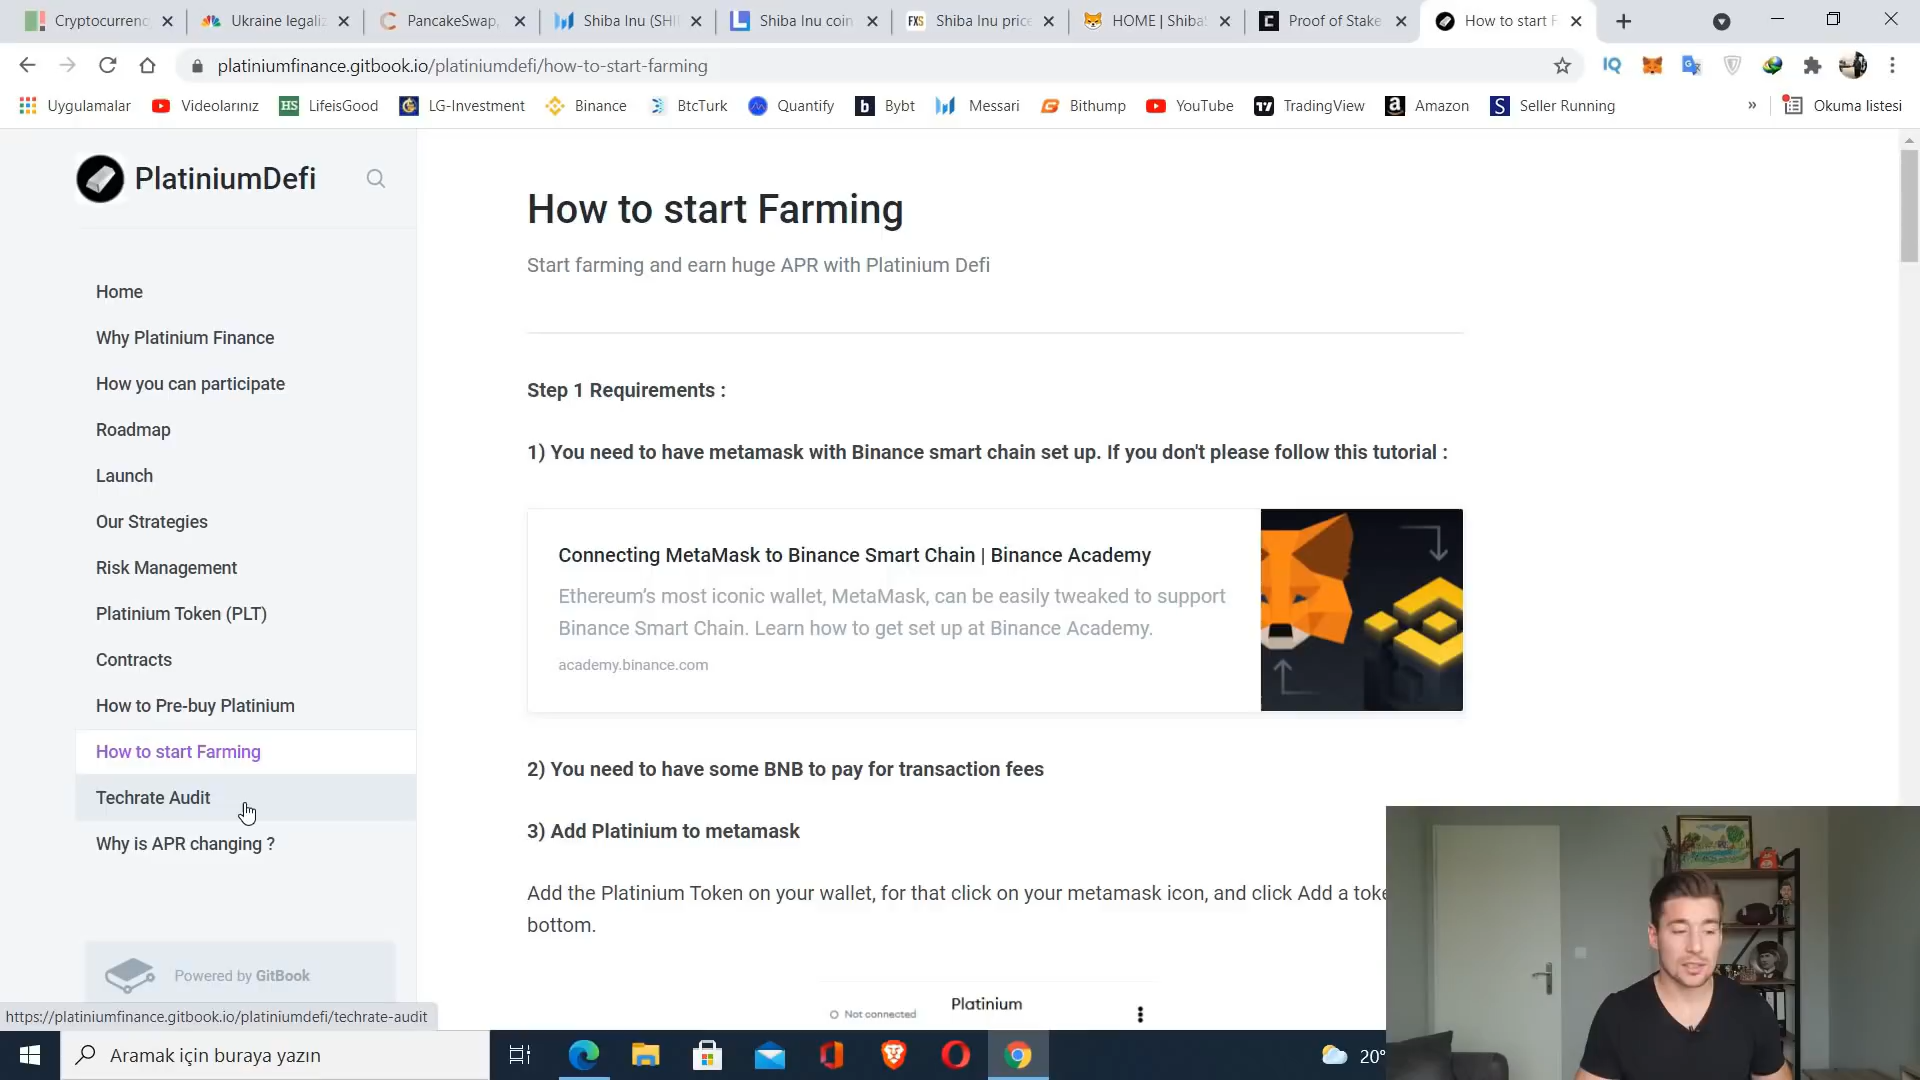 Cryptocurrenc
Ukraine legaliz
PancakeSwap,
Shiba Inu (SHI
Shiba Inu coin
FXS
Shiba Inu price
HOME | ShibaS
Proof of Stake
How to start F
platiniumfinance.gitbook.io/platiniumdefi/how-to-start-farming
Uygulamalar
Videolarınız
HS LifeisGood
LG-Investment
Binance
BtcTurk
Quantify
b Bybt
Messari
Bithump
YouTube
TradingView
a Amazon
S Seller Running
»
Okuma listesi
PlatiniumDefi
Home
Why Platinium Finance
How you can participate
Roadmap
Launch
Our Strategies
Risk Management
Platinium Token (PLT)
Contracts
How to Pre-buy Platinium
How to start Farming
Techrate Audit
Why is APR changing ?
Powered by GitBook
https://platiniumfinance.gitbook.io/platiniumdefi/techrate-audit
How to start Farming
Start farming and earn huge APR with Platinium Defi
Step 1 Requirements :
1) You need to have metamask with Binance smart chain set up. If you don't please follow this tutorial :
Connecting MetaMask to Binance Smart Chain | Binance Academy
Ethereum's most iconic wallet, MetaMask, can be easily tweaked to support
Binance Smart Chain. Learn how to get set up at Binance Academy.
academy.binance.com
2) You need to have some BNB to pay for transaction fees
3) Add Platinium to metamask
Add the Platinium Token on your wallet, for that click on your metamask icon, and click Add a toke
bottom.
Platinium
Not connected
Aramak için buraya yazın
20°